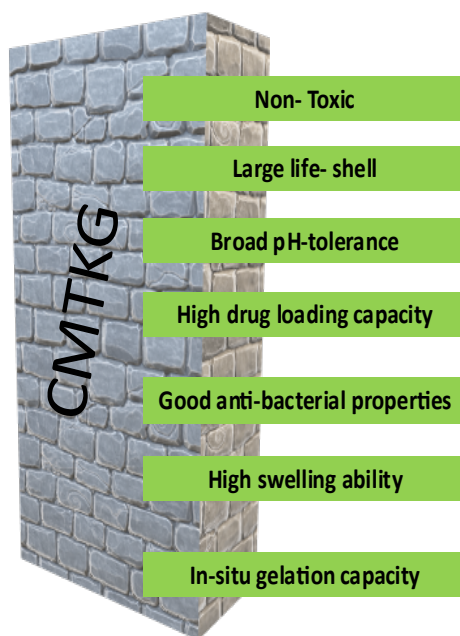 CMTKG
Non- Toxic
Large life- shell
Broad pH-tolerance
High drug loading capacity
Good anti-bacterial properties
High swelling ability
In-situ gelation capacity